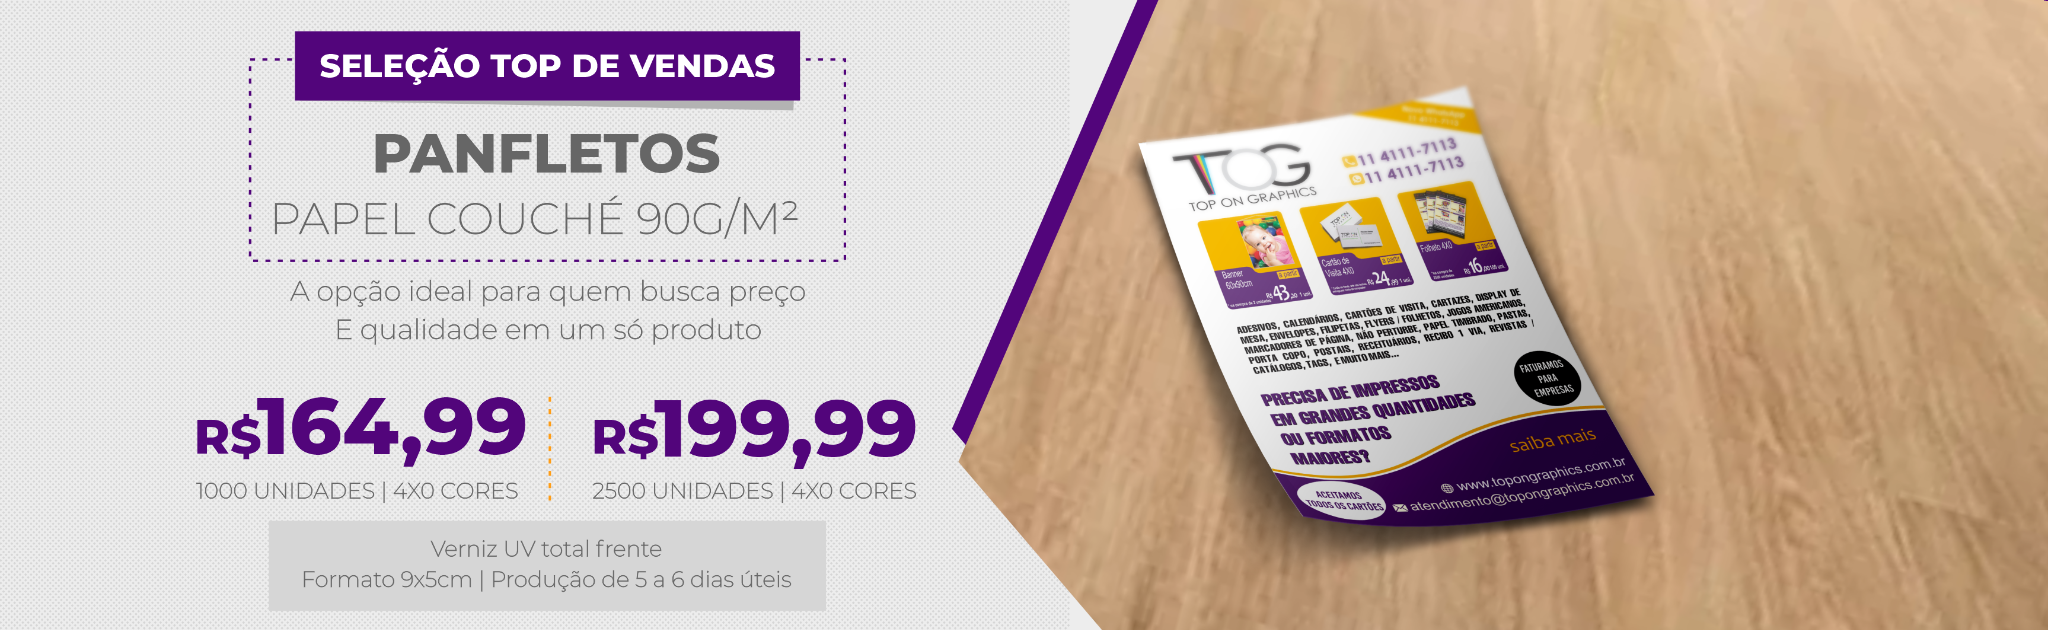 SELEÇÃO TOP DE VENDAS
PANFLETOS
PAPEL COUCHÉ 90G/M²
A opção ideal para quem busca preço
E qualidade em um só produto
R$164,99
1000 UNIDADES | 4X0 CORES
R$199,99
2500 UNIDADES | 4X0 CORES
Verniz UV total frente
Formato 9x5cm | Produção de 5 a 6 dias úteis
TOG
TOP ON GRAPHICS
11 4111-7113
11 4111-7113
Banner
60x90cm
a partir
R$ 43
Cartão de
Visita 4X0
a partir
R$ 24,99 1 uni
Folheto 4X0
a partir
R$ 16
ADESIVOS, CALENDÁRIOS, CARTÕES DE VISITA, CARTAZES, DISPLAY DE
MESA, ENVELOPES, FILIPETAS, FLYERS / FOLHETOS, JOGOS AMERICANOS,
MARCADORES DE PÁGINA, NÃO PERTURBE, PAPEL TIMBRADO, PASTAS,
PORTA COPO, POSTAIS, RECEITUÁRIOS, RECIBO 1 VIA, REVISTAS /
CATÁLOGOS, TAGS, E MUITO MAIS...
FATURAMOS
PARA
EMPRESAS
PRECISA DE IMPRESSOS
EM GRANDES QUANTIDADES
OU FORMATOS
MAIORES?
saiba mais
ACEITAMOS
TODOS OS CARTÕES
www.topongraphics.com.br
atendimento@topongraphics.com.br